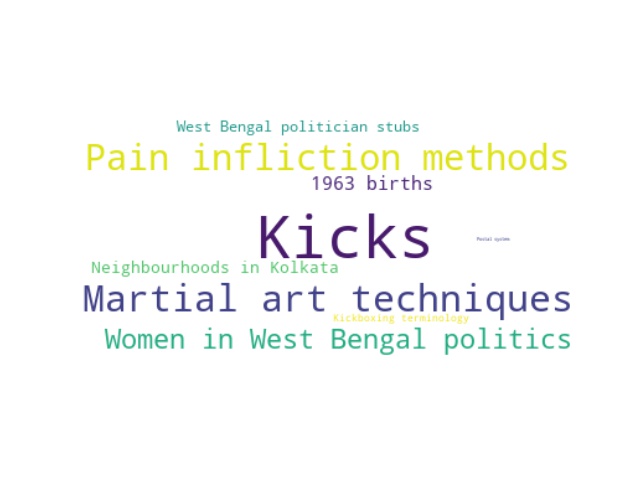 West Bengal politician stubs
Pain infliction methods
1963 births
Kicks
Postal system
Neighbourhoods in Kolkata
Martial art techniques
Kickboxing terminology
Women in West Bengal politics